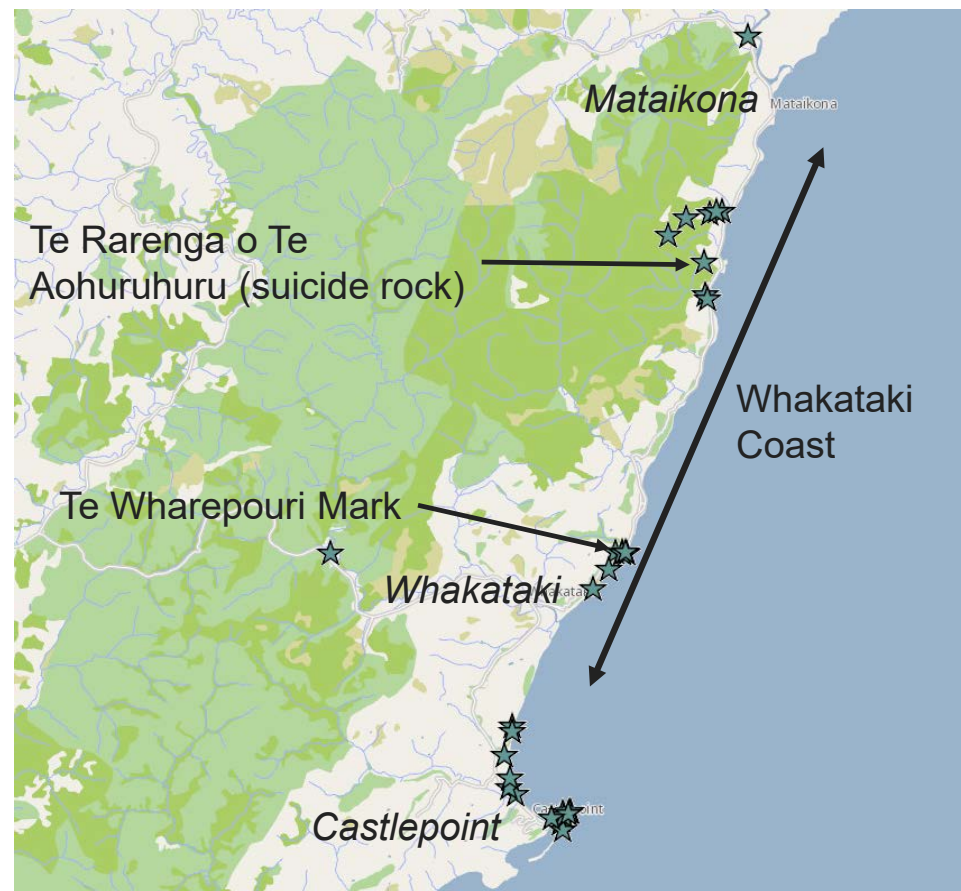 Mataikona
Mataikona
Te Rarenga o Te
Aohuruhuru (suicide rock)
Whakataki
Coast
Te Wharepouri Mark
Whakataki
Castlepoint